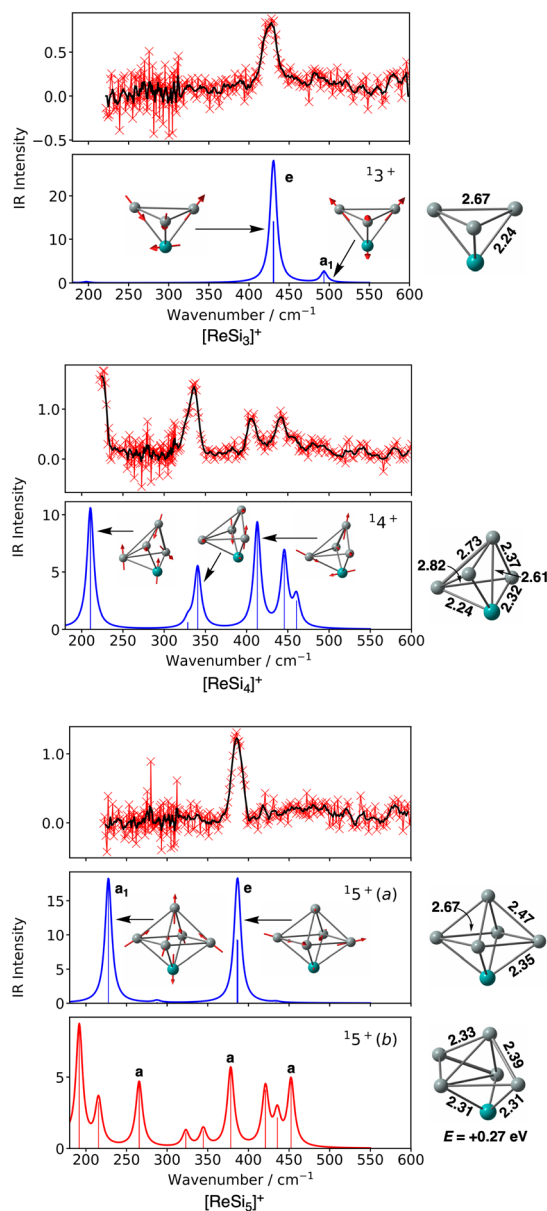 0.5
0.0
−0.5
IR Intensity
20
10
0
¹3⁺
e
a₁
2.67
2.24
200 250 300 350 400 450 500 550 600
Wavenumber / cm⁻¹
[ReSi₃]⁺
1.0
0.0
IR Intensity
10
5
0
¹4⁺
2.73
2.37
2.82
2.61
2.24
2.32
200 250 300 350 400 450 500 550 600
Wavenumber / cm⁻¹
[ReSi₄]⁺
1.0
0.0
IR Intensity
15
10
5
0
a₁
e
¹5⁺(a)
2.67
2.47
2.35
5
0
a
a
a
¹5⁺(b)
2.33
2.39
2.31
2.31
E = +0.27 eV
200 250 300 350 400 450 500 550 600
Wavenumber / cm⁻¹
[ReSi₅]⁺